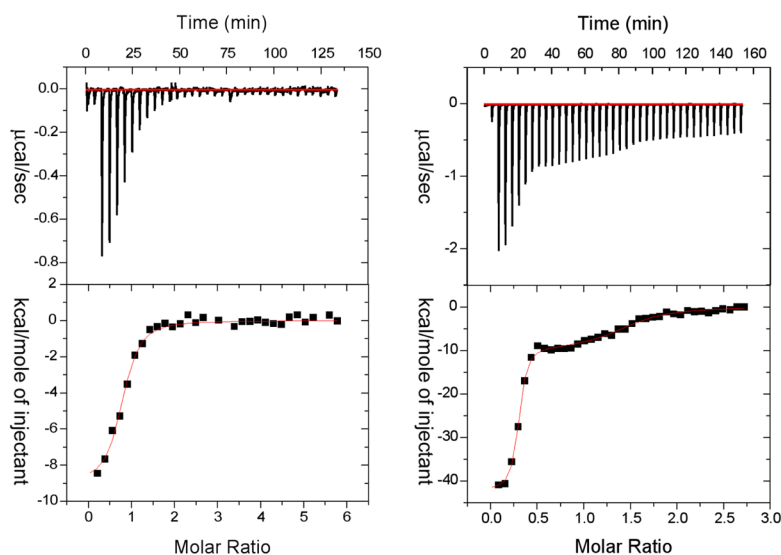 Time (min)
0 25 50 75 100 125 150
0.0
-0.2
-0.4
-0.6
-0.8
µcal/sec
2
0
-2
-4
-6
-8
-10
kcal/mole of injectant
0 1 2 3 4 5 6
Molar Ratio
Time (min)
0 20 40 60 80 100 120 140 160
0
-1
-2
µcal/sec
0
-10
-20
-30
-40
kcal/mole of injectant
0.0 0.5 1.0 1.5 2.0 2.5 3.0
Molar Ratio